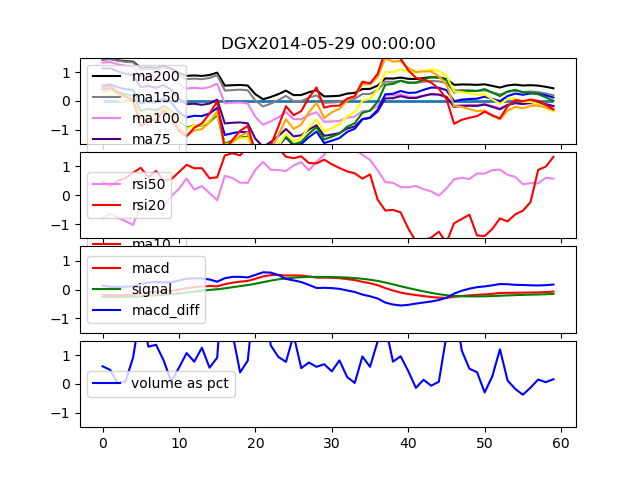 DGX2014-05-29 00:00:00
1
0
−1
ma200
ma150
ma100
ma75
1
0
−1
rsi50
rsi20
ma10
1
0
−1
macd
signal
macd_diff
1
0
−1
volume as pct
0 10 20 30 40 50 60